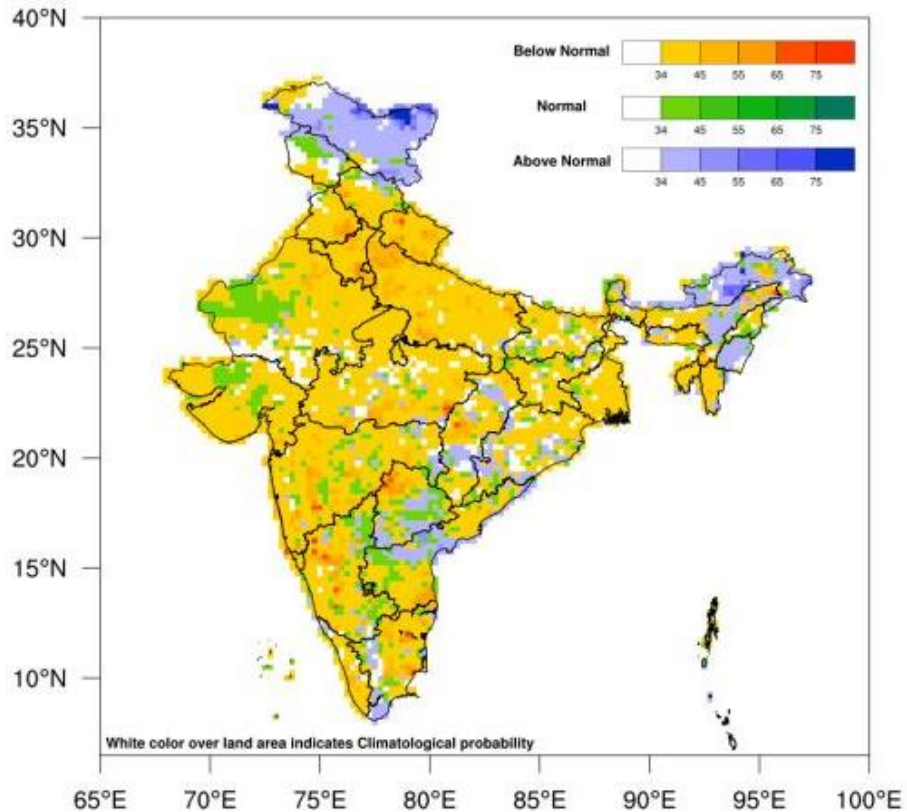 40°N
35°N
30°N
25°N
20°N
15°N
10°N
Below Normal
34 45 55 65 75
Normal
34 45 55 65 75
Above Normal
34 45 55 65 75
White color over land area indicates Climatological probability
65°E 70°E 75°E 80°E 85°E 90°E 95°E 100°E